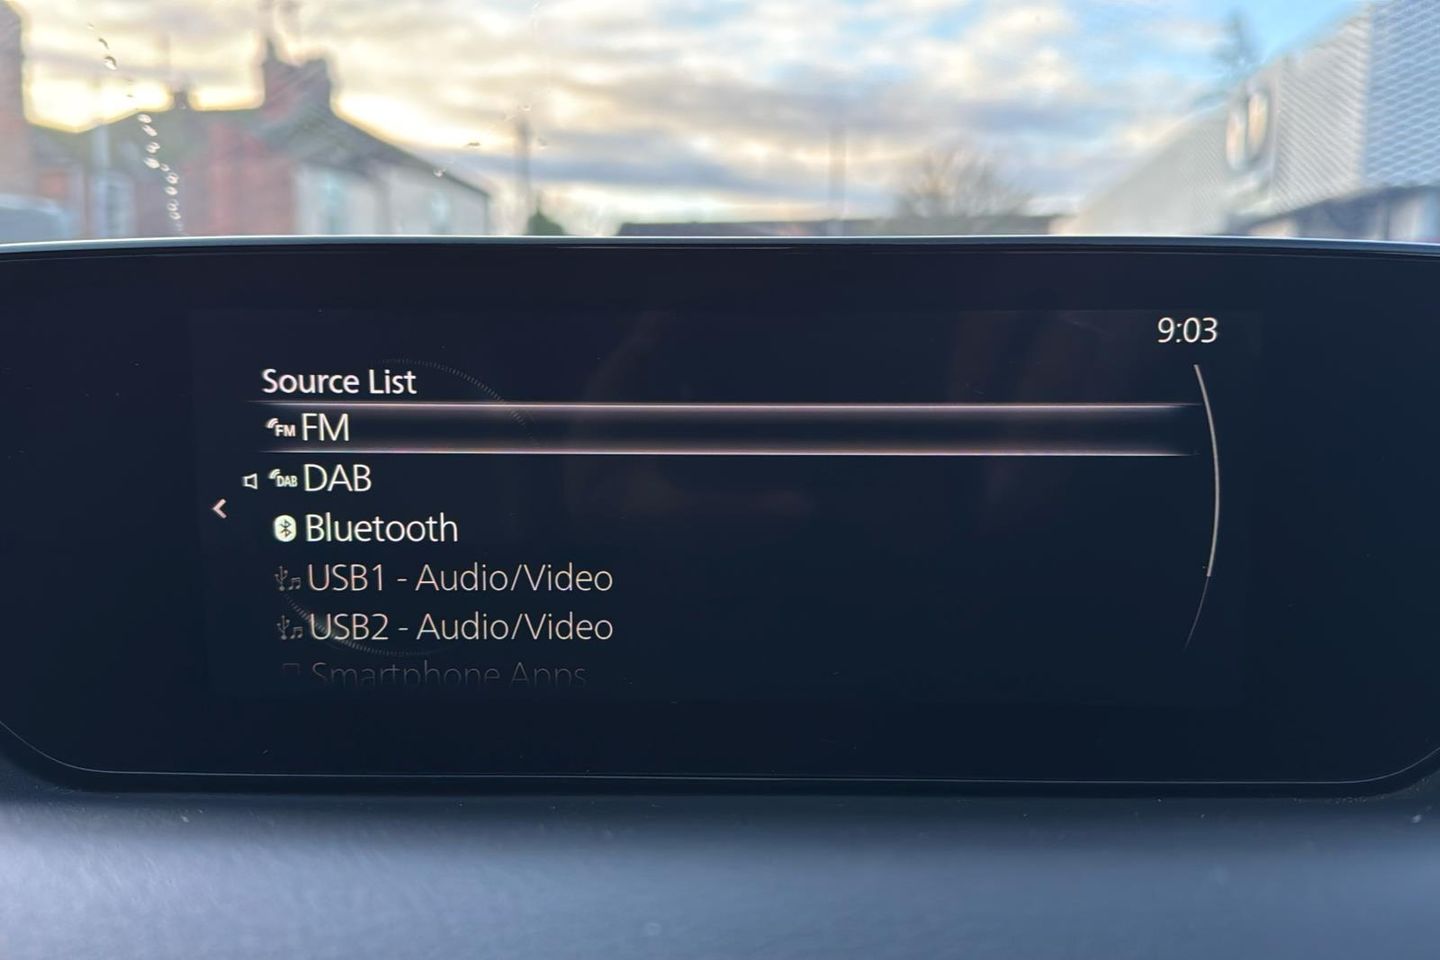 9:03
Source List
FM FM
DAB DAB
Bluetooth
USB1 - Audio/Video
USB2 - Audio/Video
Smartphone Apps